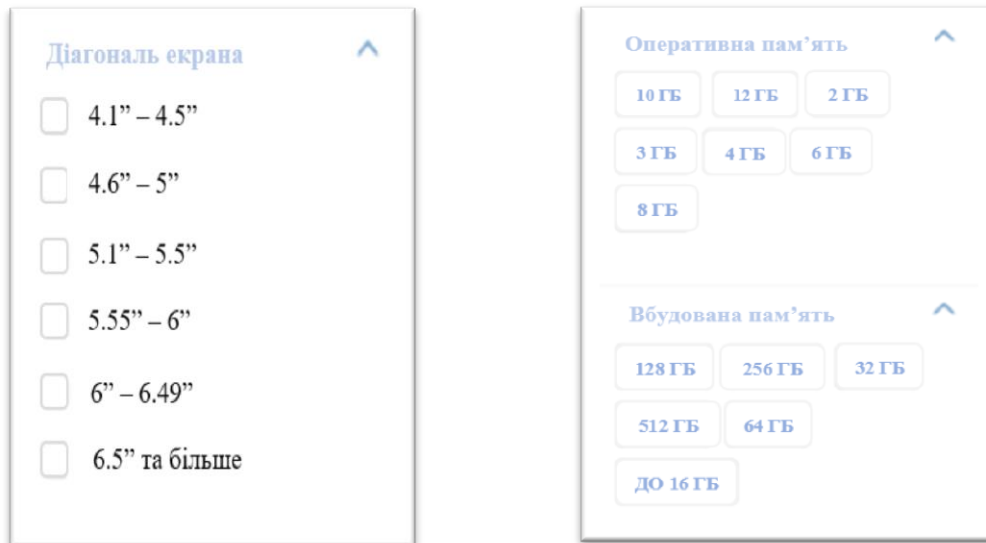 Діагональ екрана
4.1” – 4.5”
4.6” – 5”
5.1” – 5.5”
5.55” – 6”
6” – 6.49”
6.5” та більше
Оперативна пам’ять
10 ГБ 12 ГБ 2 ГБ
3 ГБ 4 ГБ 6 ГБ
8 ГБ
Вбудована пам’ять
128 ГБ 256 ГБ 32 ГБ
512 ГБ 64 ГБ
ДО 16 ГБ